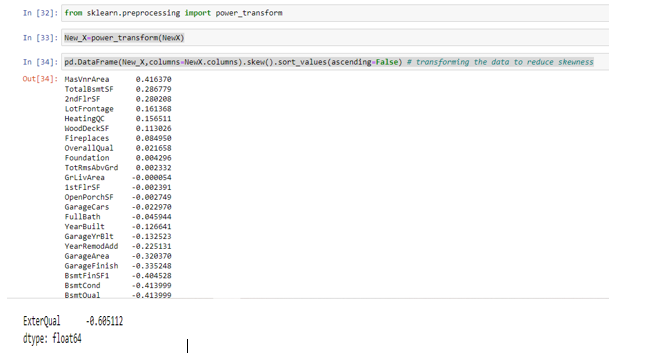 In [32]: from sklearn.preprocessing import power_transform
In [33]: New_X=power_transform(NewX)
In [34]: pd.DataFrame(New_X,columns=NewX.columns).skew().sort_values(ascending=False) # transforming the data to reduce skewness
Out[34]: MasVnrArea 0.416370
TotalBsmtSF 0.286779
2ndFlrSF 0.280208
LotFrontage 0.161368
HeatingQC 0.156511
WoodDeckSF 0.113026
Fireplaces 0.084950
OverallQual 0.021658
Foundation 0.004296
TotRmsAbvGrd 0.002332
GrLivArea -0.000054
1stFlrSF -0.002391
OpenPorchSF -0.002749
GarageCars -0.022970
FullBath -0.045944
YearBuilt -0.126641
GarageYrBlt -0.132523
YearRemodAdd -0.225131
GarageArea -0.320370
GarageFinish -0.335248
BsmtFinSF1 -0.404528
BsmtCond -0.413999
BsmtQual -0.413999
ExterQual -0.605112
dtype: float64